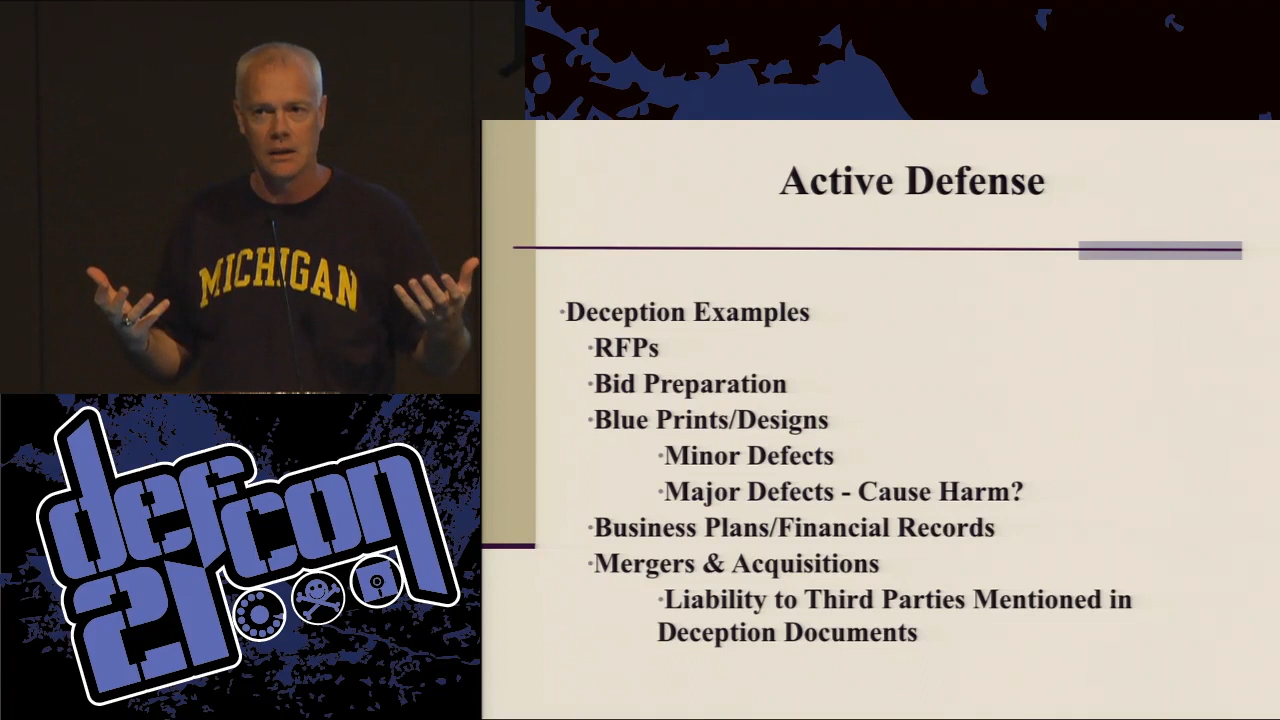 MICHIGAN
defcon
21
Active Defense
·Deception Examples
·RFPs
·Bid Preparation
·Blue Prints/Designs
·Minor Defects
·Major Defects - Cause Harm?
·Business Plans/Financial Records
·Mergers & Acquisitions
·Liability to Third Parties Mentioned in
Deception Documents